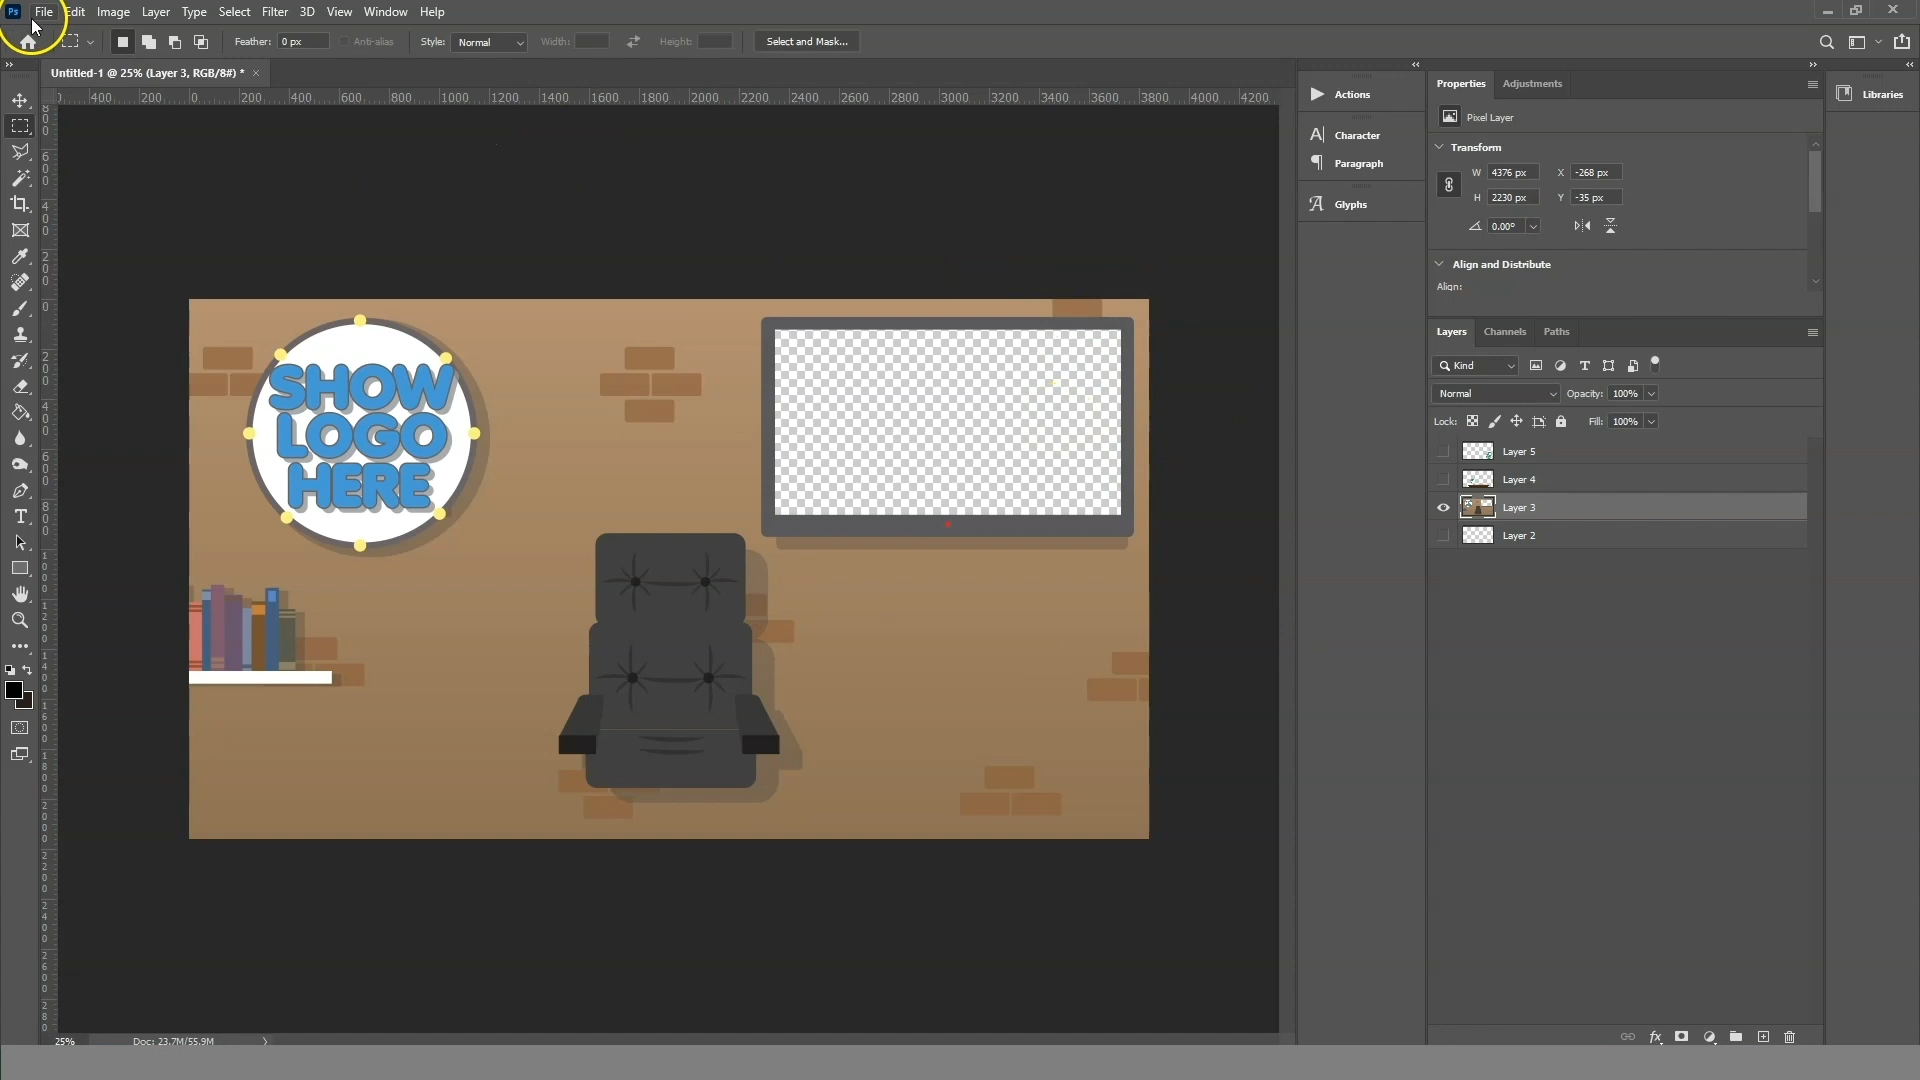 Ps File Edit Image Layer Type Select Filter 3D View Window Help
Feather: 0 px Anti-alias Style: Normal Width: Height: Select and Mask...
Untitled-1 @ 25% (Layer 3, RGB/8#) * ×
400 200 0 200 400 600 800 1000 1200 1400 1600 1800 2000 2200 2400 2600 2800 3000 3200 3400 3600 3800 4000 4200
SHOW
LOGO
HERE
25% Doc: 23.7M/55.9M
Actions
Character
Paragraph
Glyphs
Properties Adjustments
Pixel Layer
Transform
W 4376 px X -268 px
H 2230 px Y -35 px
0.00°
Align and Distribute
Align:
Layers Channels Paths
Kind
Normal Opacity: 100%
Lock: Fill: 100%
Layer 5
Layer 4
Layer 3
Layer 2
fx
Libraries